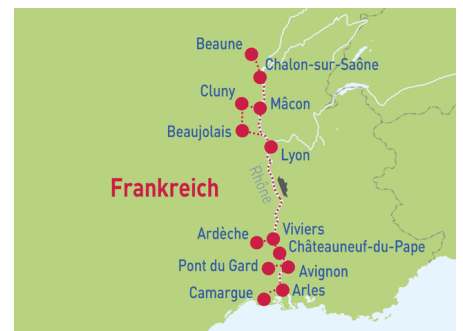 Beaune
Chalon-sur-Saône
Cluny
Mâcon
Beaujolais
Lyon
Rhône
Frankreich
Viviers
Ardèche
Châteauneuf-du-Pape
Pont du Gard
Avignon
Camargue
Arles